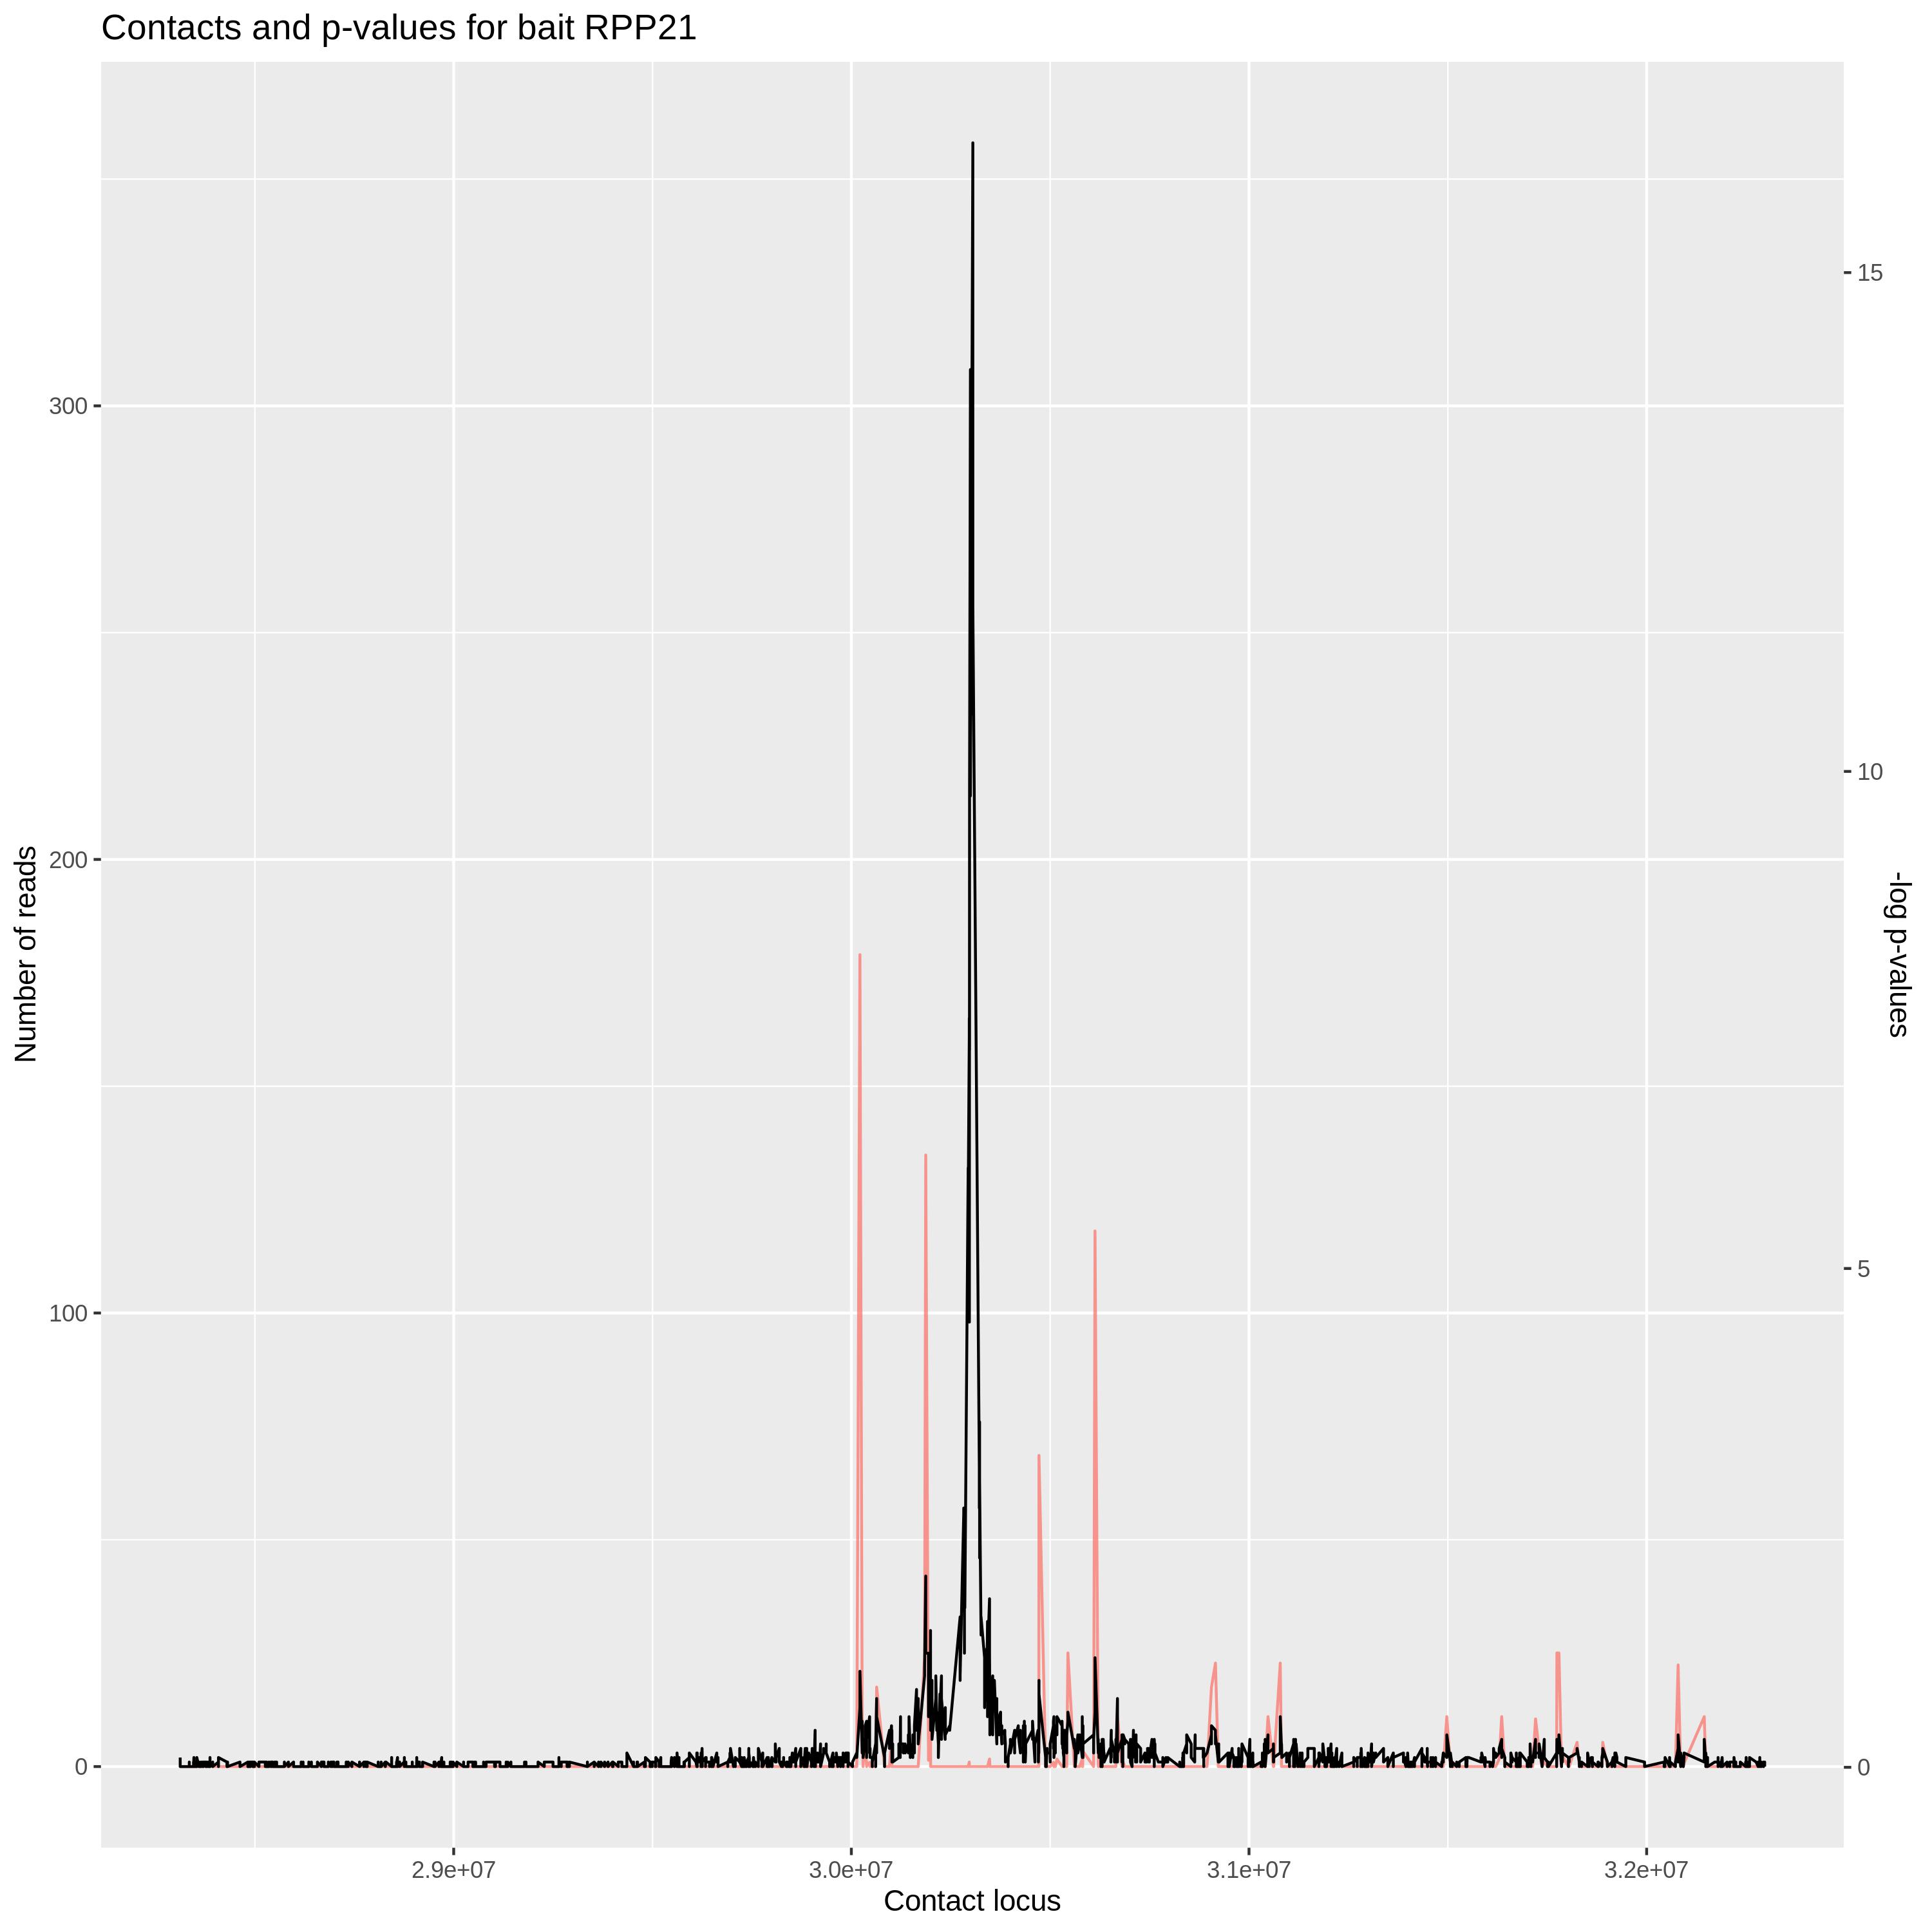 Contacts and p-values for bait RPP21
Number of reads
300
200
100
0
15
10
5
0
-log p-values
2.9e+07
3.0e+07
3.1e+07
3.2e+07
Contact locus